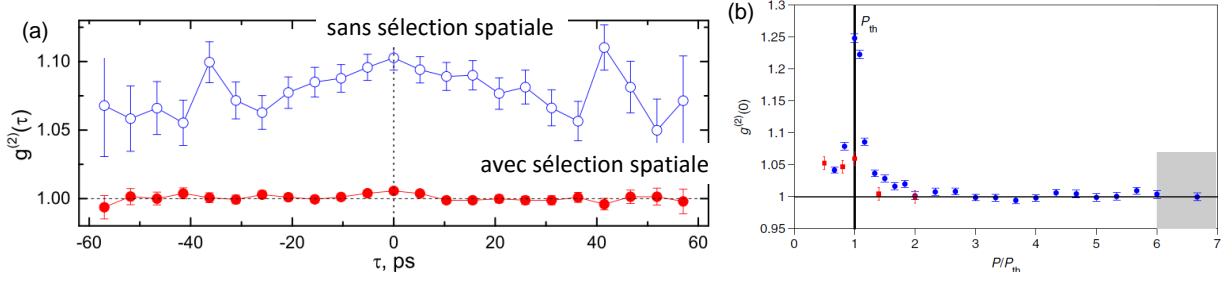 (a)
sans sélection spatiale
1.10
1.05
1.00
g(2)(τ)
avec sélection spatiale
-60 -40 -20 0 20 40 60
τ, ps
(b)
1.3
1.25
1.2
1.15
1.1
1.05
1
0.95
g(2)(0)
Pth
0 1 2 3 4 5 6 7
P/Pth